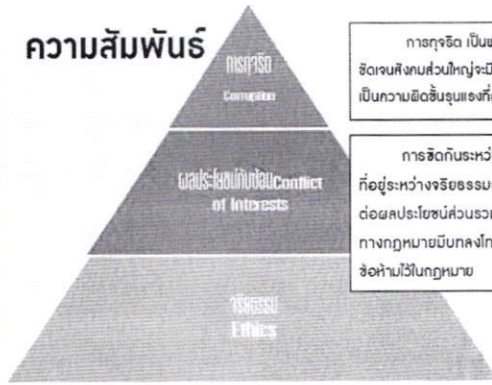 ความสัมพันธ์
การทุจริต
Corruption
ผลประโยชน์ทับซ้อนConflict
of Interests
จริยธรรม
Ethics
การทุจริต เป็น
ชัดเจนสังคมส่วนใหญ่จะมี
เป็นความผิดขั้นรุนแรงที่
การขัดกันระหว่
ที่อยู่ระหว่างจริยธรรม
ต่อผลประโยชน์ส่วนรวม
ทางกฎหมายมีบทลงโท
ข้อห้ามไว้ในกฎหมาย